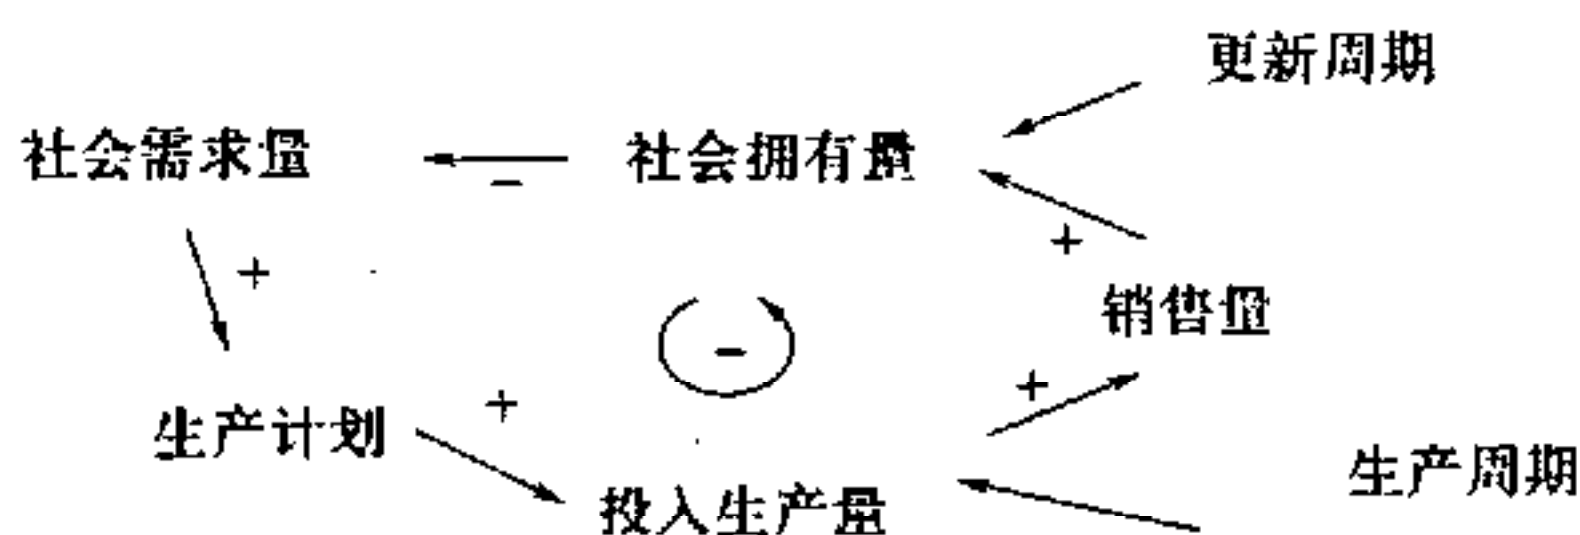 更新周期
社会需求量
社会拥有量
−
+
+
销售量
−
+
+
生产计划
生产周期
投入生产量